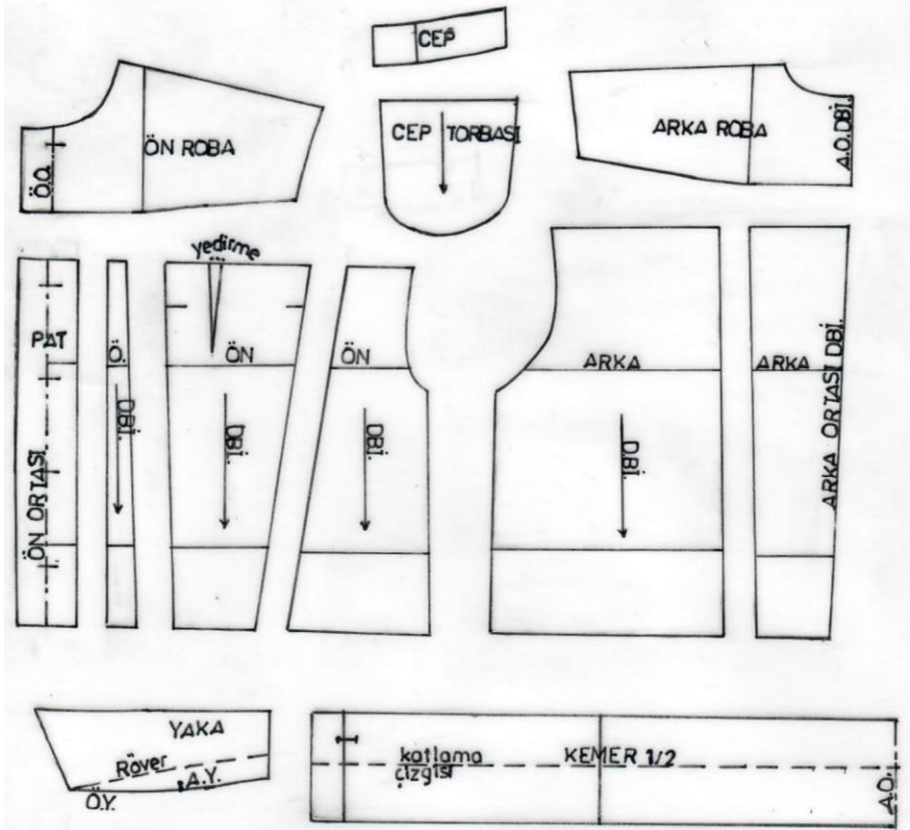 CEP
ÖN ROBA
Ö.O.
CEP TORBASI
ARKA ROBA
A.O.DBİ.
yedirme
PAT
ÖN ORTASI
Ö.
DBİ.
ÖN
DBİ.
ÖN
DBİ.
ARKA
D.Bİ.
ARKA
ARKA ORTASI DBİ.
YAKA
Röver
A.Y.
Ö.Y.
katlama
çizgisi
KEMER 1/2
A.O.